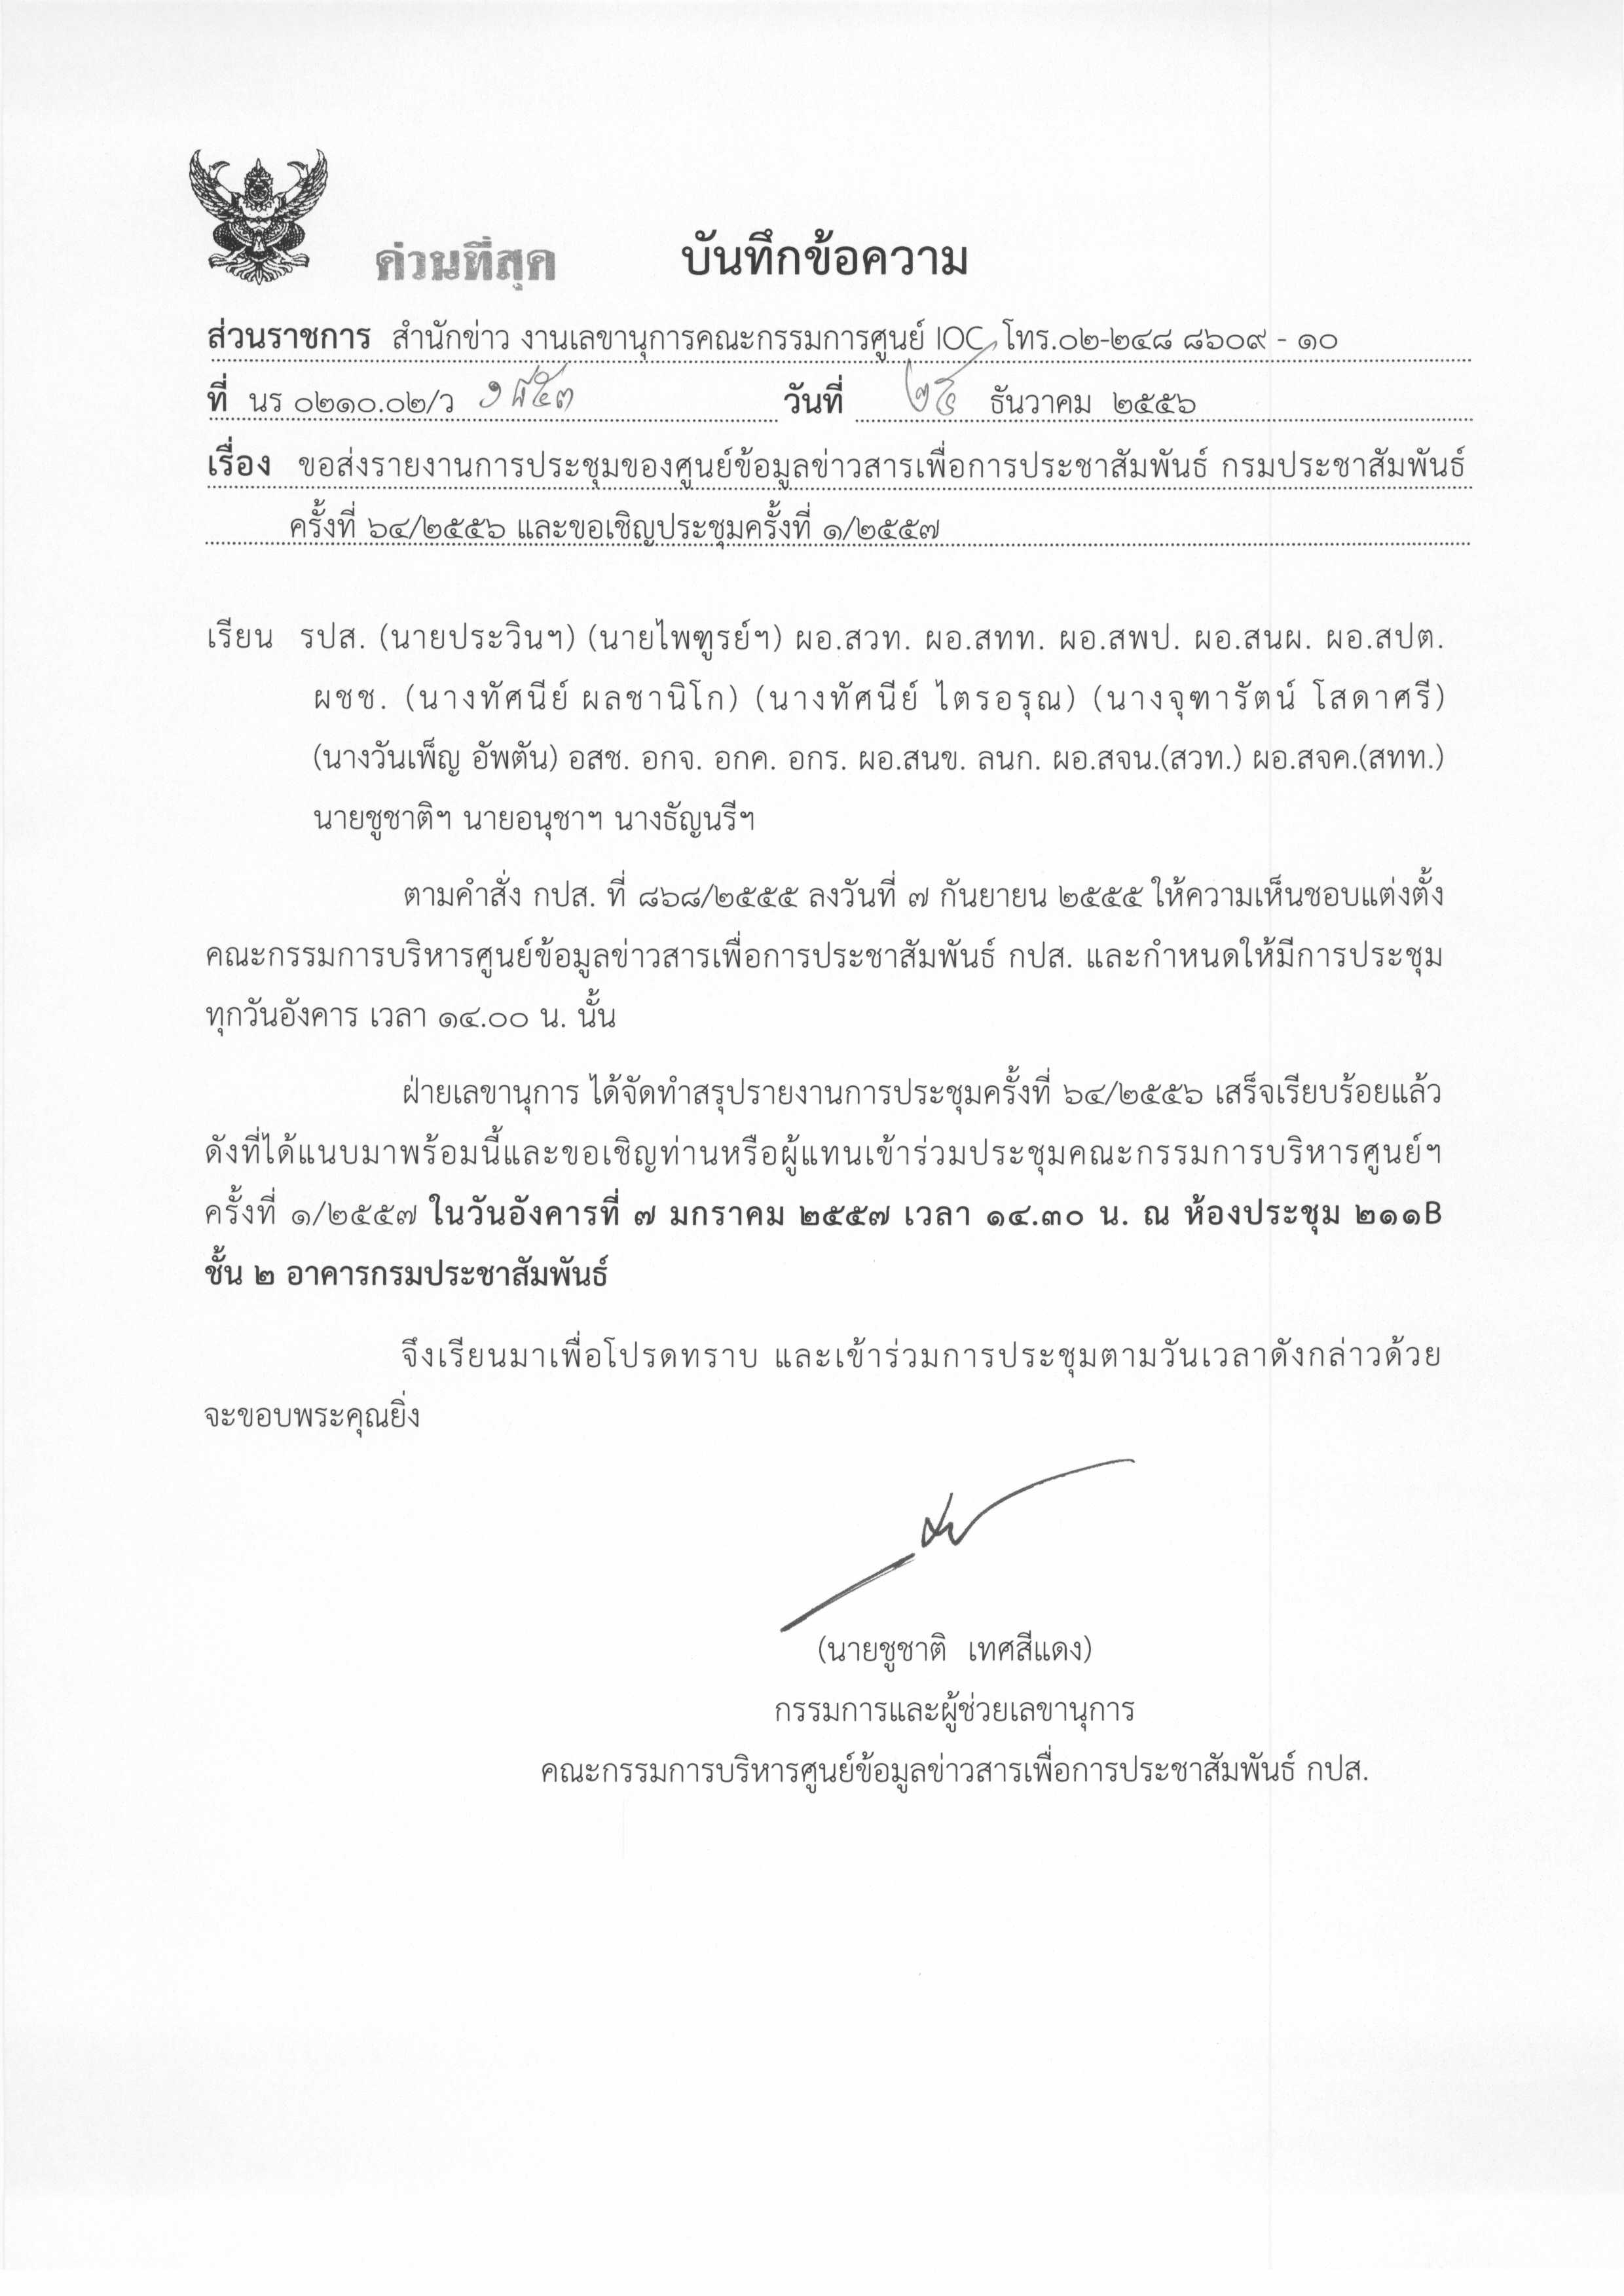 ด่วนที่สุด บันทึกข้อความ
ส่วนราชการ สำนักข่าว งานเลขานุการคณะกรรมการศูนย์ IOC โทร.๐๒-๒๔๘ ๘๖๐๙ - ๑๐
ที่ นร ๐๒๑๐.๐๒/ว วันที่ ธันวาคม ๒๕๕๖
เรื่อง ขอส่งรายงานการประชุมของศูนย์ข้อมูลข่าวสารเพื่อการประชาสัมพันธ์ กรมประชาสัมพันธ์
ครั้งที่ ๖๔/๒๕๕๖ และขอเชิญประชุมครั้งที่ ๑/๒๕๕๗
เรียน รปส. (นายประวินฯ) (นายไพฑูรย์ฯ) ผอ.สวท. ผอ.สทท. ผอ.สพป. ผอ.สนผ. ผอ.สปต.
ผชช. (นางทัศนีย์ ผลชานิโก) (นางทัศนีย์ ไตรอรุณ) (นางจุฑารัตน์ โสดาศรี)
(นางวันเพ็ญ อัพตัน) อสช. อกจ. อกค. อกร. ผอ.สนข. ลนก. ผอ.สจน.(สวท.) ผอ.สจค.(สทท.)
นายชูชาติฯ นายอนุชาฯ นางธัญนรีฯ
ตามคำสั่ง กปส. ที่ ๘๖๘/๒๕๕๕ ลงวันที่ ๗ กันยายน ๒๕๕๕ ให้ความเห็นชอบแต่งตั้ง
คณะกรรมการบริหารศูนย์ข้อมูลข่าวสารเพื่อการประชาสัมพันธ์ กปส. และกำหนดให้มีการประชุม
ทุกวันอังคาร เวลา ๑๔.๐๐ น. นั้น
ฝ่ายเลขานุการ ได้จัดทำสรุปรายงานการประชุมครั้งที่ ๖๔/๒๕๕๖ เสร็จเรียบร้อยแล้ว
ดังที่ได้แนบมาพร้อมนี้และขอเชิญท่านหรือผู้แทนเข้าร่วมประชุมคณะกรรมการบริหารศูนย์ฯ
ครั้งที่ ๑/๒๕๕๗ ในวันอังคารที่ ๗ มกราคม ๒๕๕๗ เวลา ๑๔.๓๐ น. ณ ห้องประชุม ๒๑๑B
ชั้น ๒ อาคารกรมประชาสัมพันธ์
จึงเรียนมาเพื่อโปรดทราบ และเข้าร่วมการประชุมตามวันเวลาดังกล่าวด้วย
จะขอบพระคุณยิ่ง
(นายชูชาติ เทศสีแดง)
กรรมการและผู้ช่วยเลขานุการ
คณะกรรมการบริหารศูนย์ข้อมูลข่าวสารเพื่อการประชาสัมพันธ์ กปส.